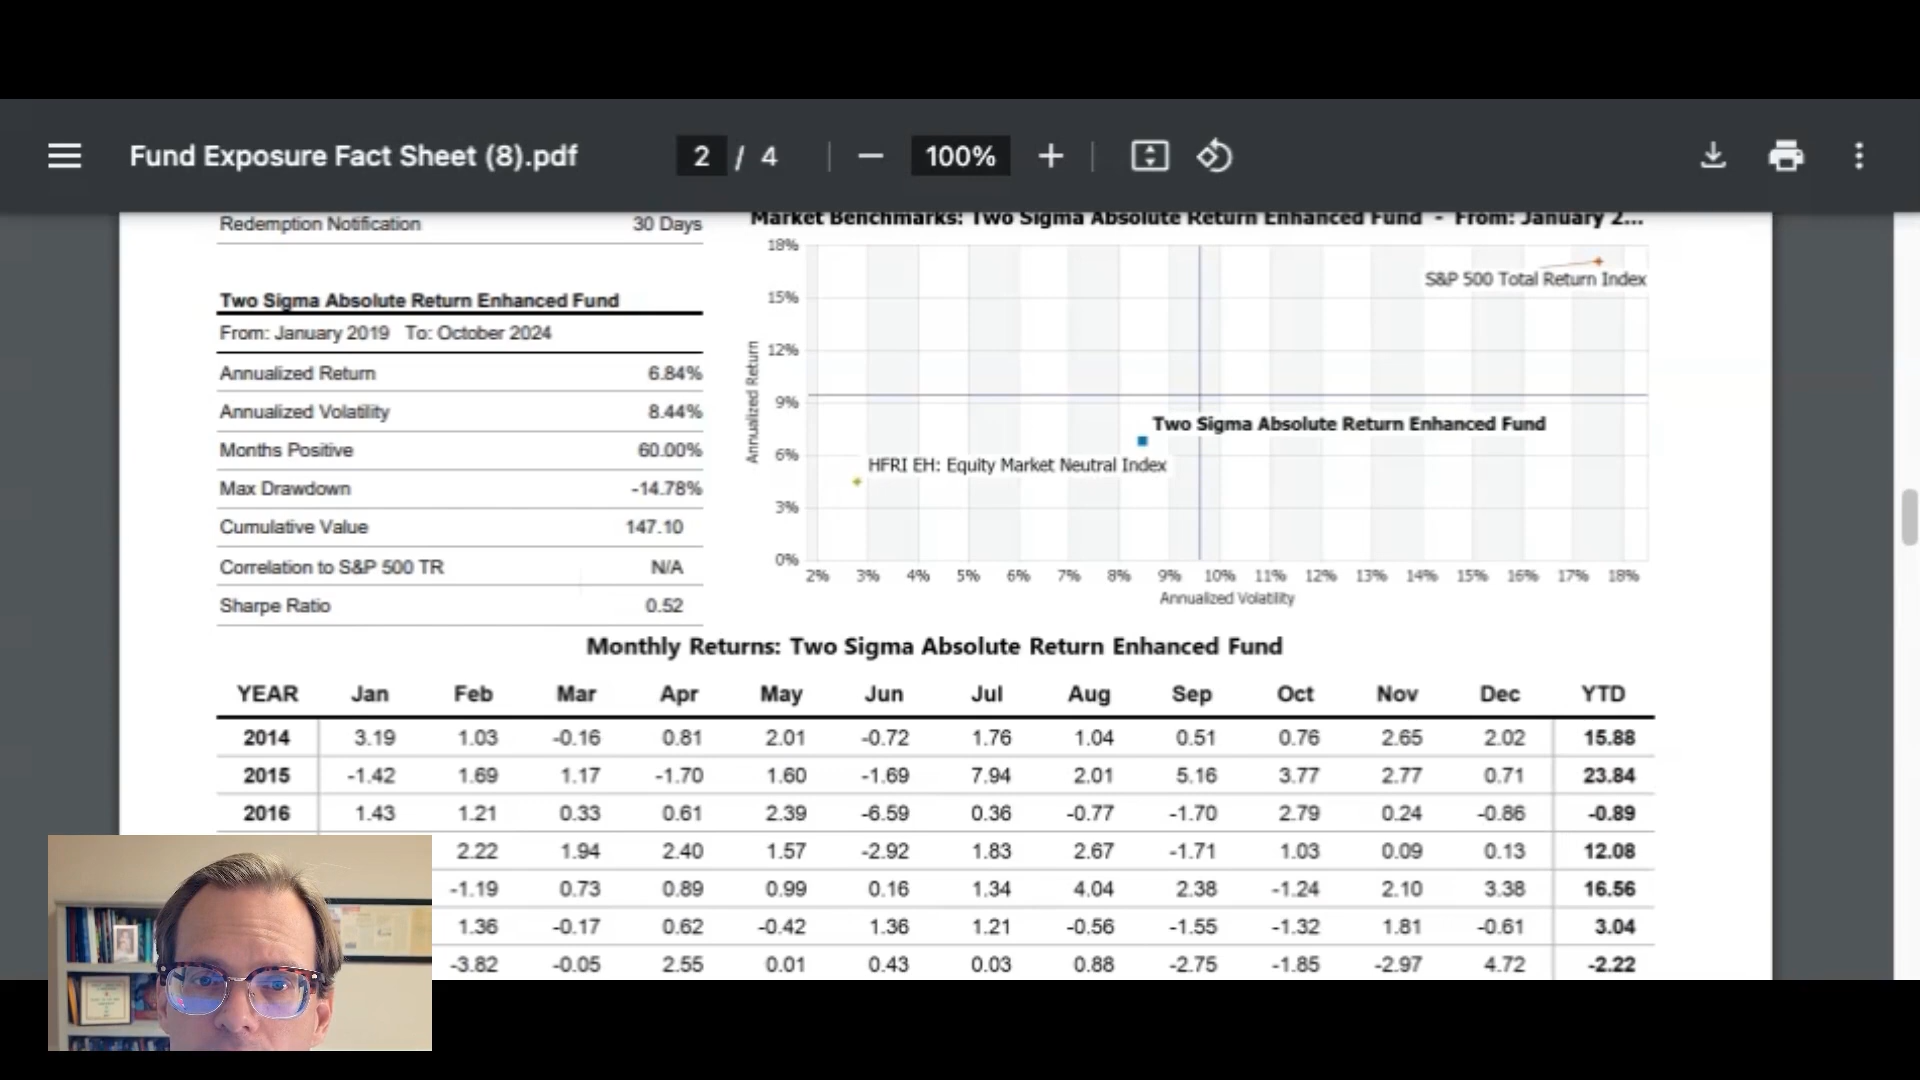 Fund Exposure Fact Sheet (8).pdf 2 / 4 100%
Redemption Notification 30 Days
Two Sigma Absolute Return Enhanced Fund
From: January 2019 To: October 2024
Annualized Return 6.84%
Annualized Volatility 8.44%
Months Positive 60.00%
Max Drawdown -14.78%
Cumulative Value 147.10
Correlation to S&P 500 TR N/A
Sharpe Ratio 0.52
Market Benchmarks: Two Sigma Absolute Return Enhanced Fund - From: January 2...
18%
15%
12%
9%
6%
3%
0%
Annualized Return
S&P 500 Total Return Index
Two Sigma Absolute Return Enhanced Fund
HFRI EH: Equity Market Neutral Index
2% 3% 4% 5% 6% 7% 8% 9% 10% 11% 12% 13% 14% 15% 16% 17% 18%
Annualized Volatility
Monthly Returns: Two Sigma Absolute Return Enhanced Fund
YEAR Jan Feb Mar Apr May Jun Jul Aug Sep Oct Nov Dec YTD
2014 3.19 1.03 -0.16 0.81 2.01 -0.72 1.76 1.04 0.51 0.76 2.65 2.02 15.88
2015 -1.42 1.69 1.17 -1.70 1.60 -1.69 7.94 2.01 5.16 3.77 2.77 0.71 23.84
2016 1.43 1.21 0.33 0.61 2.39 -6.59 0.36 -0.77 -1.70 2.79 0.24 -0.86 -0.89
2.22 1.94 2.40 1.57 -2.92 1.83 2.67 -1.71 1.03 0.09 0.13 12.08
-1.19 0.73 0.89 0.99 0.16 1.34 4.04 2.38 -1.24 2.10 3.38 16.56
1.36 -0.17 0.62 -0.42 1.36 1.21 -0.56 -1.55 -1.32 1.81 -0.61 3.04
-3.82 -0.05 2.55 0.01 0.43 0.03 0.88 -2.75 -1.85 -2.97 4.72 -2.22